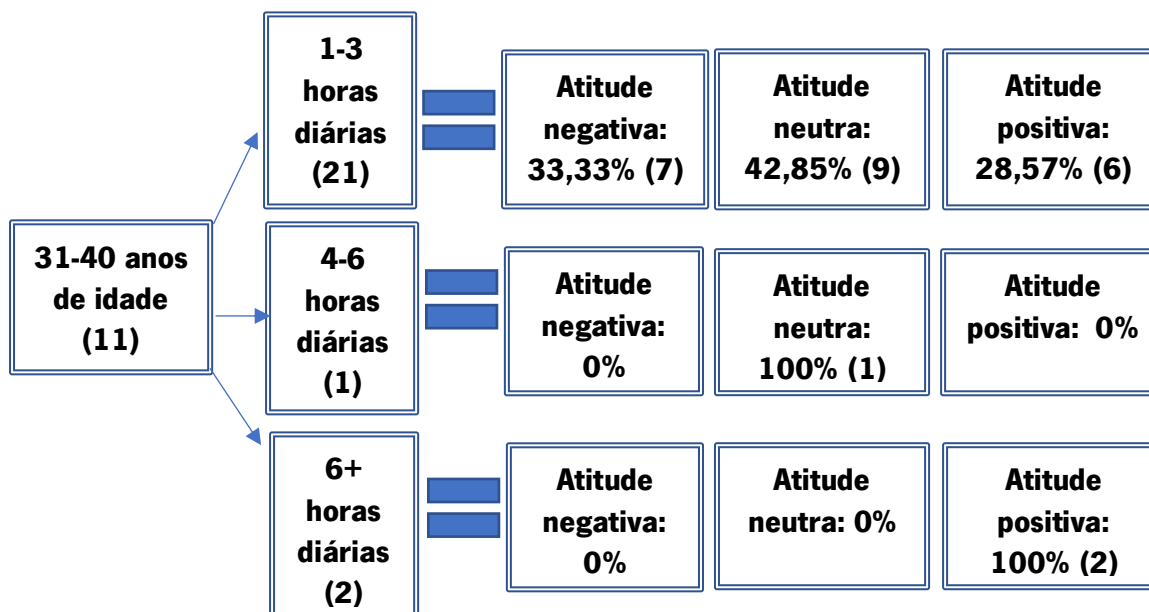 31-40 anos
de idade
(11)
1-3
horas
diárias
(21)
Atitude
negativa:
33,33% (7)
Atitude
neutra:
42,85% (9)
Atitude
positiva:
28,57% (6)
4-6
horas
diárias
(1)
Atitude
negativa:
0%
Atitude
neutra:
100% (1)
Atitude
positiva: 0%
6+
horas
diárias
(2)
Atitude
negativa:
0%
Atitude
neutra: 0%
Atitude
positiva:
100% (2)